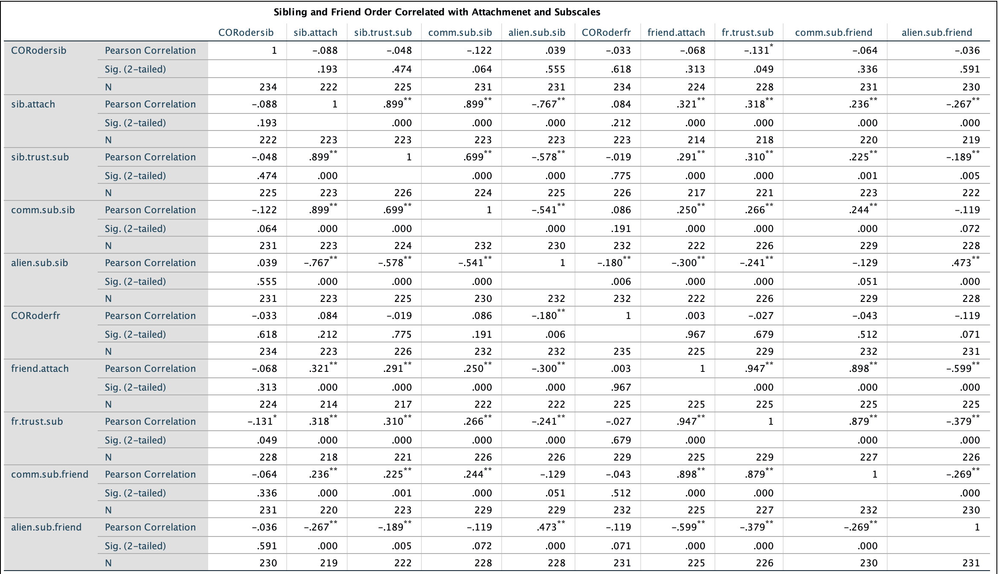 Sibling and Friend Order Correlated with Attachmenet and Subscales
CORodersib sib.attach sib.trust.sub comm.sub.sib alien.sub.sib CORoderfr friend.attach fr.trust.sub comm.sub.friend alien.sub.friend
CORodersib Pearson Correlation 1 -.088 -.048 -.122 .039 -.033 -.068 -.131* -.064 -.036
Sig. (2-tailed) .193 .474 .064 .555 .618 .313 .049 .336 .591
N 234 222 225 231 231 234 224 228 231 230
sib.attach Pearson Correlation -.088 1 .899** .899** -.767** .084 .321** .318** .236** -.267**
Sig. (2-tailed) .193 .000 .000 .000 .212 .000 .000 .000 .000
N 222 223 223 223 223 223 214 218 220 219
sib.trust.sub Pearson Correlation -.048 .899** 1 .699** -.578** -.019 .291** .310** .225** -.189**
Sig. (2-tailed) .474 .000 .000 .000 .775 .000 .000 .001 .005
N 225 223 226 224 225 226 217 221 223 222
comm.sub.sib Pearson Correlation -.122 .899** .699** 1 -.541** .086 .250** .266** .244** -.119
Sig. (2-tailed) .064 .000 .000 .000 .191 .000 .000 .000 .072
N 231 223 224 232 230 232 222 226 229 228
alien.sub.sib Pearson Correlation .039 -.767** -.578** -.541** 1 -.180** -.300** -.241** -.129 .473**
Sig. (2-tailed) .555 .000 .000 .000 .006 .000 .000 .051 .000
N 231 223 225 230 232 232 222 226 229 228
CORoderfr Pearson Correlation -.033 .084 -.019 .086 -.180** 1 .003 -.027 -.043 -.119
Sig. (2-tailed) .618 .212 .775 .191 .006 .967 .679 .512 .071
N 234 223 226 232 232 235 225 229 232 231
friend.attach Pearson Correlation -.068 .321** .291** .250** -.300** .003 1 .947** .898** -.599**
Sig. (2-tailed) .313 .000 .000 .000 .000 .967 .000 .000 .000
N 224 214 217 222 222 225 225 225 225 225
fr.trust.sub Pearson Correlation -.131* .318** .310** .266** -.241** -.027 .947** 1 .879** -.379**
Sig. (2-tailed) .049 .000 .000 .000 .000 .679 .000 .000 .000
N 228 218 221 226 226 229 225 229 227 226
comm.sub.friend Pearson Correlation -.064 .236** .225** .244** -.129 -.043 .898** .879** 1 -.269**
Sig. (2-tailed) .336 .000 .001 .000 .051 .512 .000 .000 .000
N 231 220 223 229 229 232 225 227 232 230
alien.sub.friend Pearson Correlation -.036 -.267** -.189** -.119 .473** -.119 -.599** -.379** -.269** 1
Sig. (2-tailed) .591 .000 .005 .072 .000 .071 .000 .000 .000
N 230 219 222 228 228 231 225 226 230 231